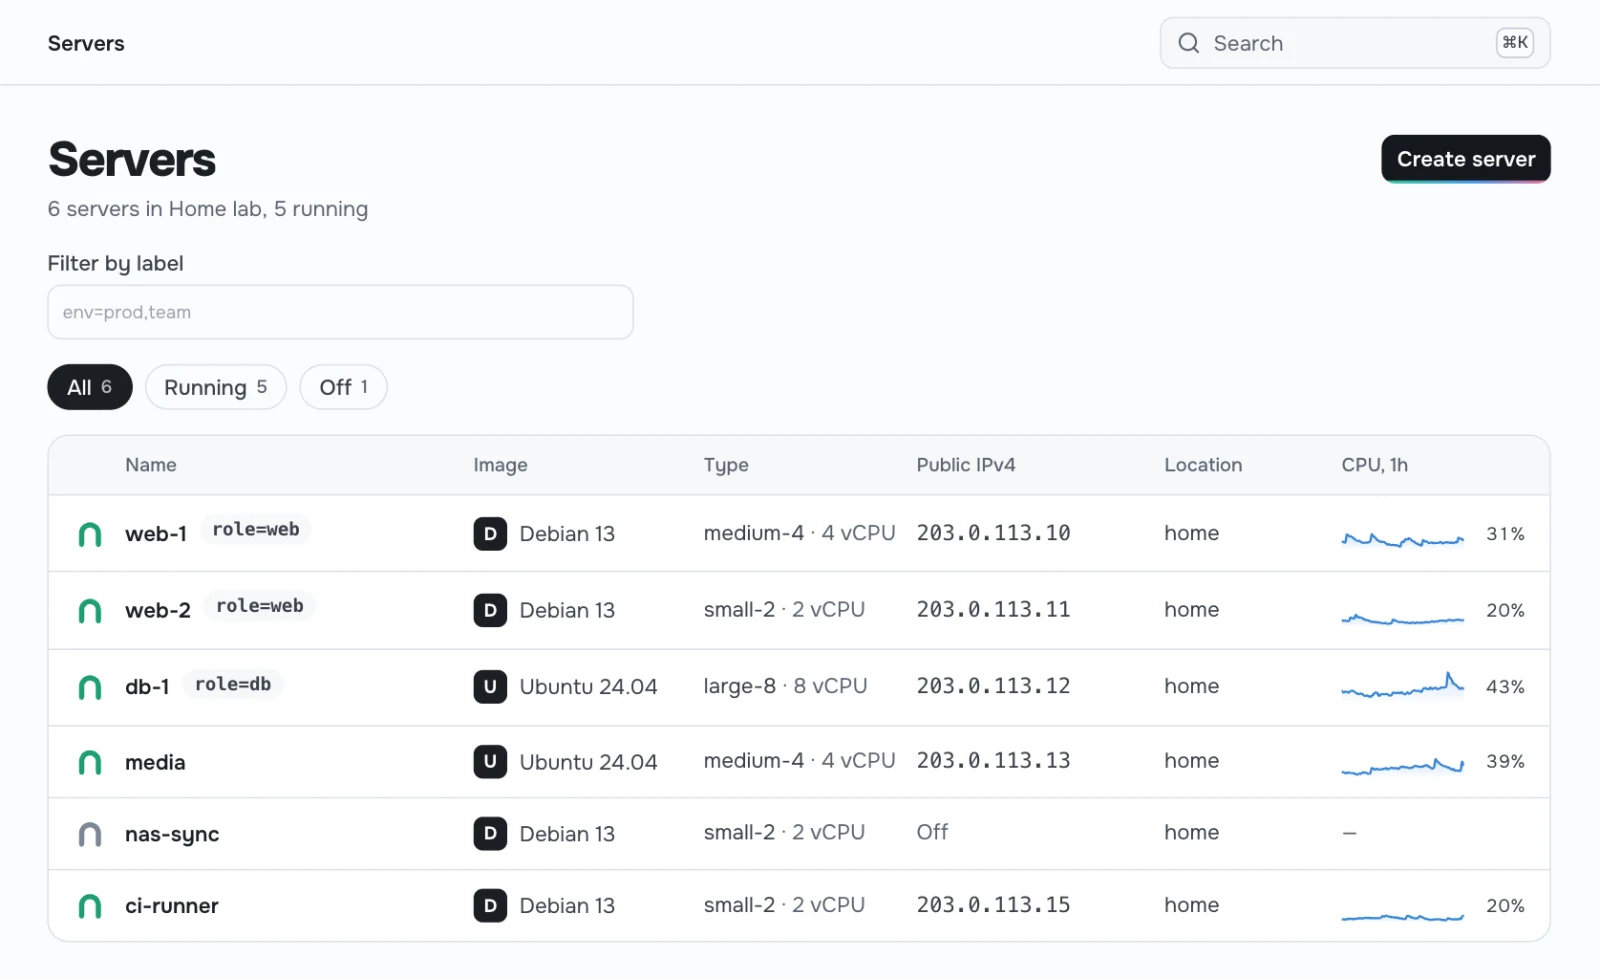 Servers
Search ⌘K
Servers
Create server
6 servers in Home lab, 5 running
Filter by label
env=prod,team
All 6 Running 5 Off 1
Name Image Type Public IPv4 Location CPU, 1h
web-1 role=web D Debian 13 medium-4 · 4 vCPU 203.0.113.10 home 31%
web-2 role=web D Debian 13 small-2 · 2 vCPU 203.0.113.11 home 20%
db-1 role=db U Ubuntu 24.04 large-8 · 8 vCPU 203.0.113.12 home 43%
media U Ubuntu 24.04 medium-4 · 4 vCPU 203.0.113.13 home 39%
nas-sync D Debian 13 small-2 · 2 vCPU Off home –
ci-runner D Debian 13 small-2 · 2 vCPU 203.0.113.15 home 20%